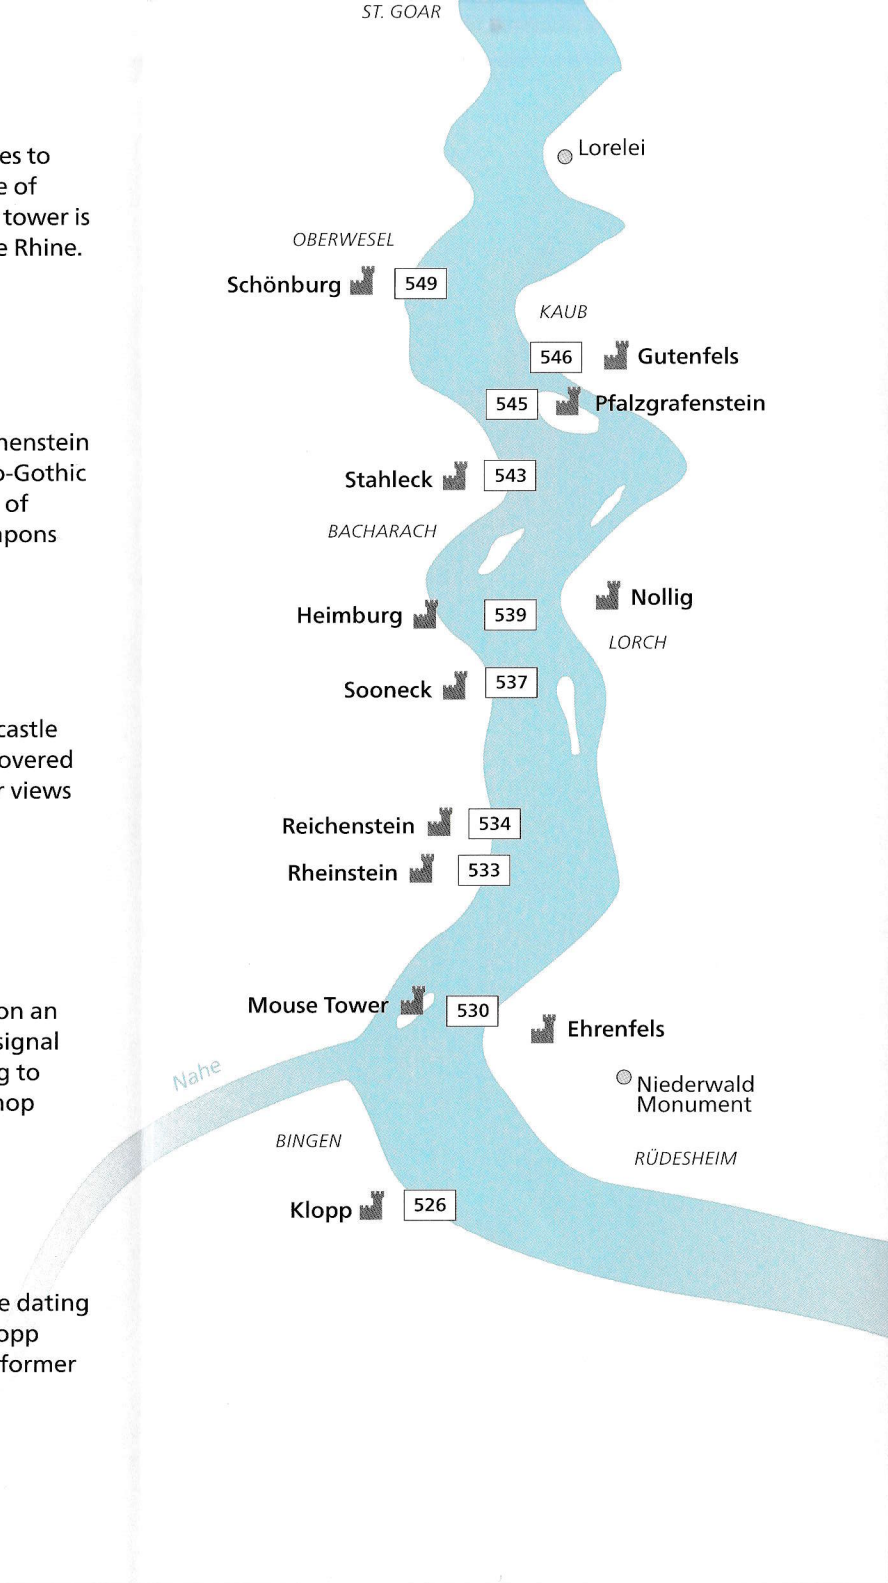 ST. GOAR
Lorelei
es to
e of
tower is
e Rhine.
OBERWESEL
Schönburg 549
KAUB
546 Gutenfels
545 Pfalzgrafenstein
henstein
o-Gothic
of
apons
Stahleck 543
BACHARACH
Nollig
Heimburg 539
LORCH
Sooneck 537
castle
overed
r views
Reichenstein 534
Rheinstein 533
Mouse Tower 530
Ehrenfels
on an
signal
g to
hop
Nahe
Niederwald
Monument
BINGEN
RÜDESHEIM
Klopp 526
e dating
opp
former